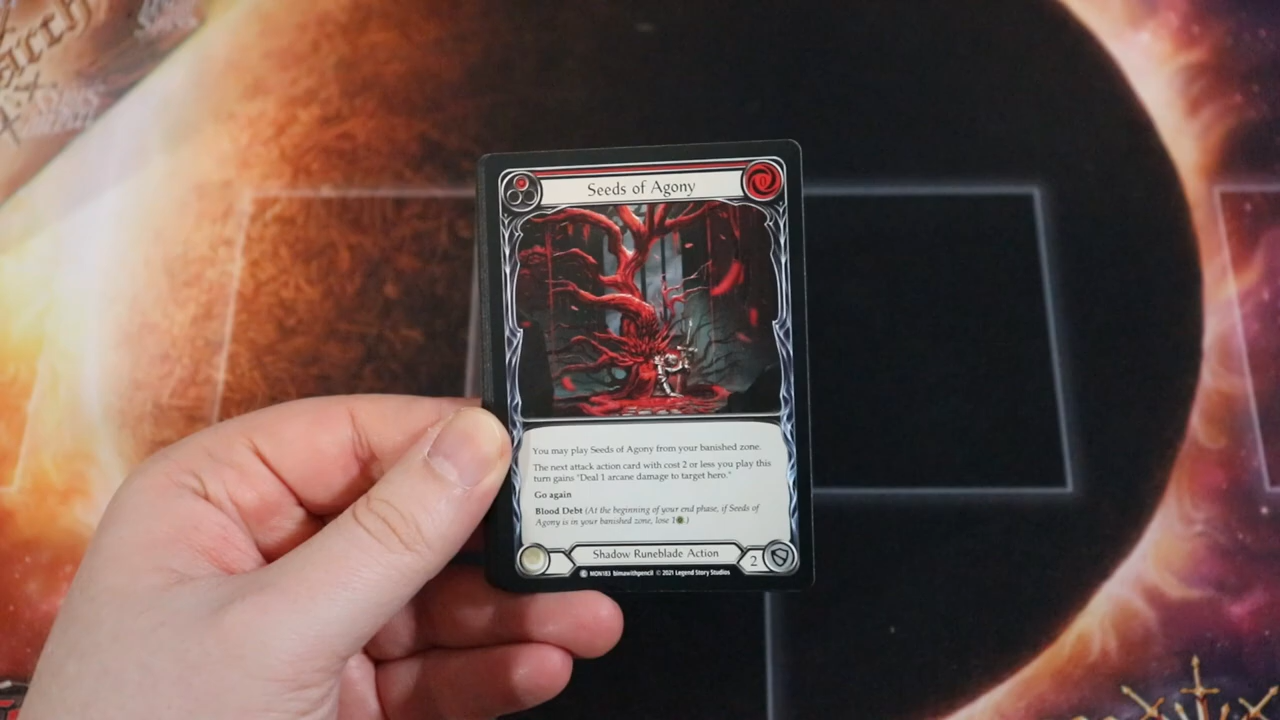 Seeds of Agony
0
You may play Seeds of Agony from your banished zone.
The next attack action card with cost 2 or less you play this
turn gains "Deal 1 arcane damage to target hero."
Go again
Blood Debt (At the beginning of your end phase, if Seeds of
Agony is in your banished zone, lose 1.)
Shadow Runeblade Action
2
C MON183 bimawithpencil © 2021 Legend Story Studios